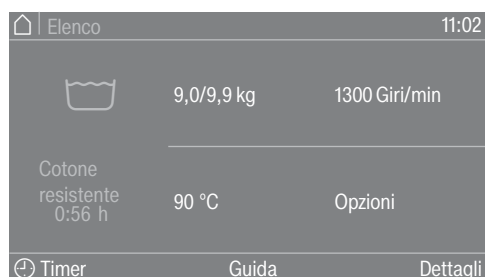 Elenco 11:02
9,0/9,9 kg 1300 Giri/min
Cotone
resistente
0:56 h
90 °C Opzioni
Timer Guida Dettagli